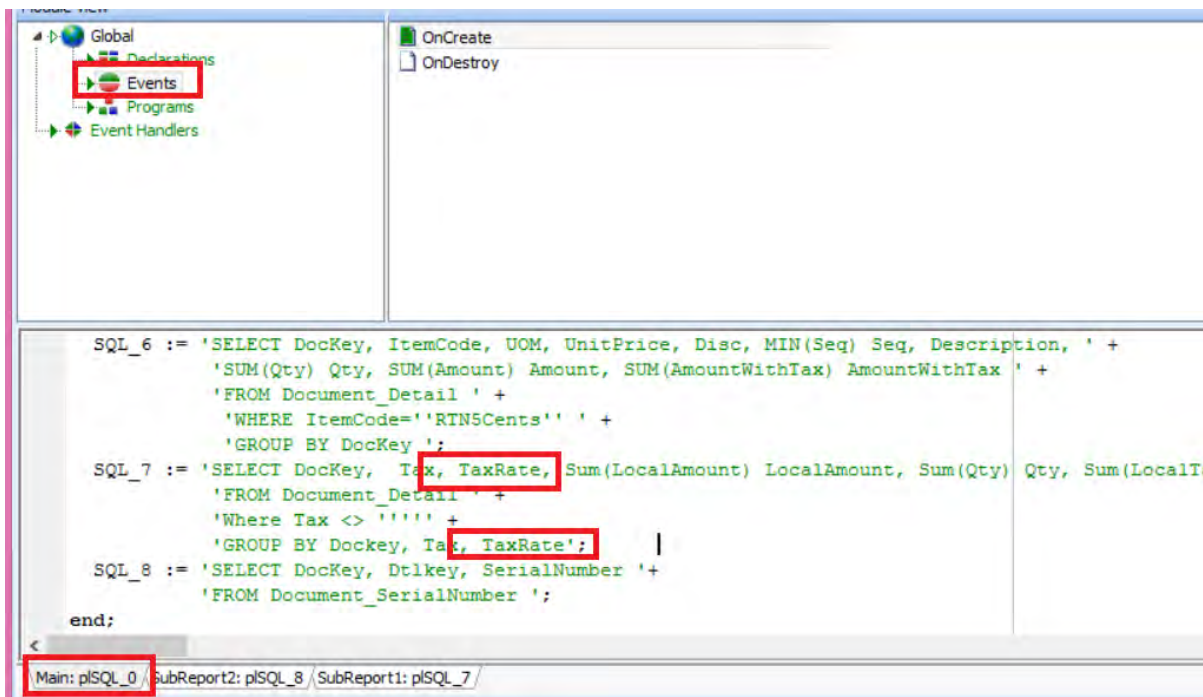 Module View
Global
Declarations
Events
Programs
Event Handlers
OnCreate
OnDestroy
SQL_6 := 'SELECT DocKey, ItemCode, UOM, UnitPrice, Disc, MIN(Seq) Seq, Description, ' +
'SUM(Qty) Qty, SUM(Amount) Amount, SUM(AmountWithTax) AmountWithTax ' +
'FROM Document_Detail ' +
'WHERE ItemCode=''RTN5Cents'' ' +
'GROUP BY DocKey ';
SQL_7 := 'SELECT DocKey, Tax, TaxRate, Sum(LocalAmount) LocalAmount, Sum(Qty) Qty, Sum(LocalT
'FROM Document_Detail ' +
'Where Tax <> ''''' +
'GROUP BY Dockey, Tax, TaxRate';
SQL_8 := 'SELECT DocKey, Dtlkey, SerialNumber '+
'FROM Document_SerialNumber ';
end;
Main: plSQL_0 SubReport2: plSQL_8 SubReport1: plSQL_7